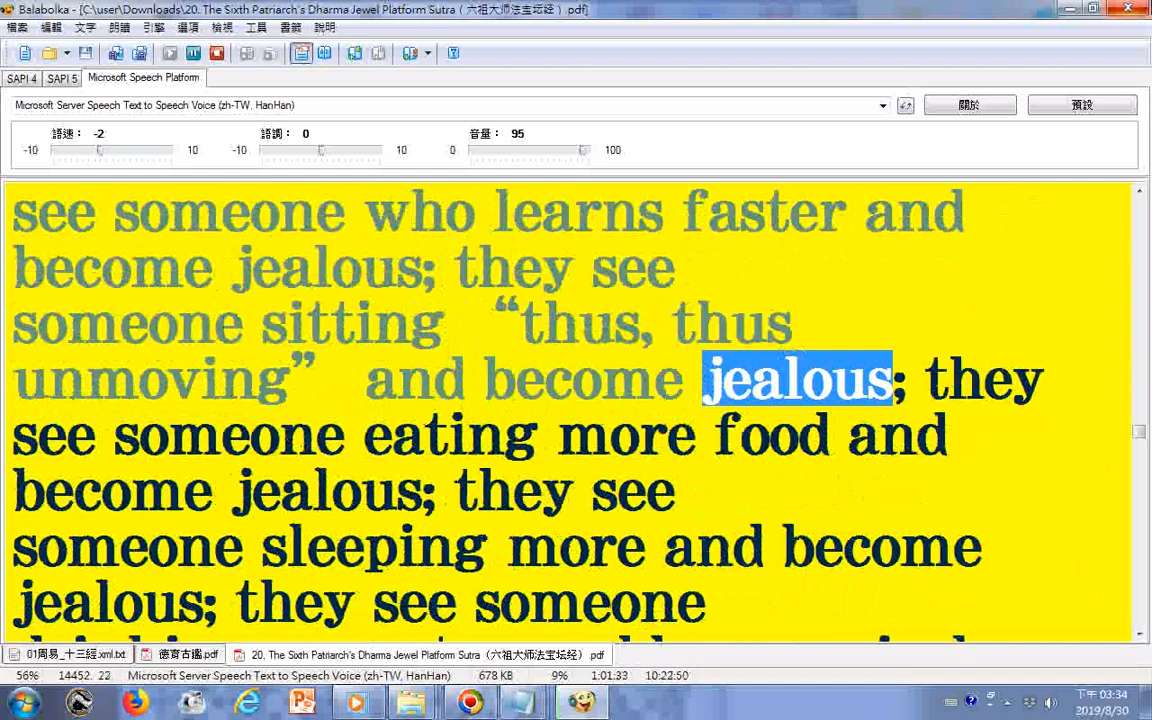 Balabolka - [C:\user\Downloads\20. The Sixth Patriarch's Dharma Jewel Platform Sutra（六祖大师法宝坛经）.pdf]
檔案 編輯 文字 朗讀 引擎 選項 檢視 工具 書籤 說明
SAPI 4 SAPI 5 Microsoft Speech Platform
Microsoft Server Speech Text to Speech Voice (zh-TW, HanHan) 關於 預設
語速： -2 語調： 0 音量： 95
-10 10 -10 10 0 100
see someone who learns faster and
become jealous; they see
someone sitting “thus, thus
unmoving” and become jealous; they
see someone eating more food and
become jealous; they see
someone sleeping more and become
jealous; they see someone
01周易_十三經.xml.txt 德育古鑑.pdf 20. The Sixth Patriarch's Dharma Jewel Platform Sutra（六祖大师法宝坛经）.pdf
56% 14452. 22 Microsoft Server Speech Text to Speech Voice (zh-TW, HanHan) 678 KB 9% 1:01:33 10:22:50
下午 03:34
2019/8/30